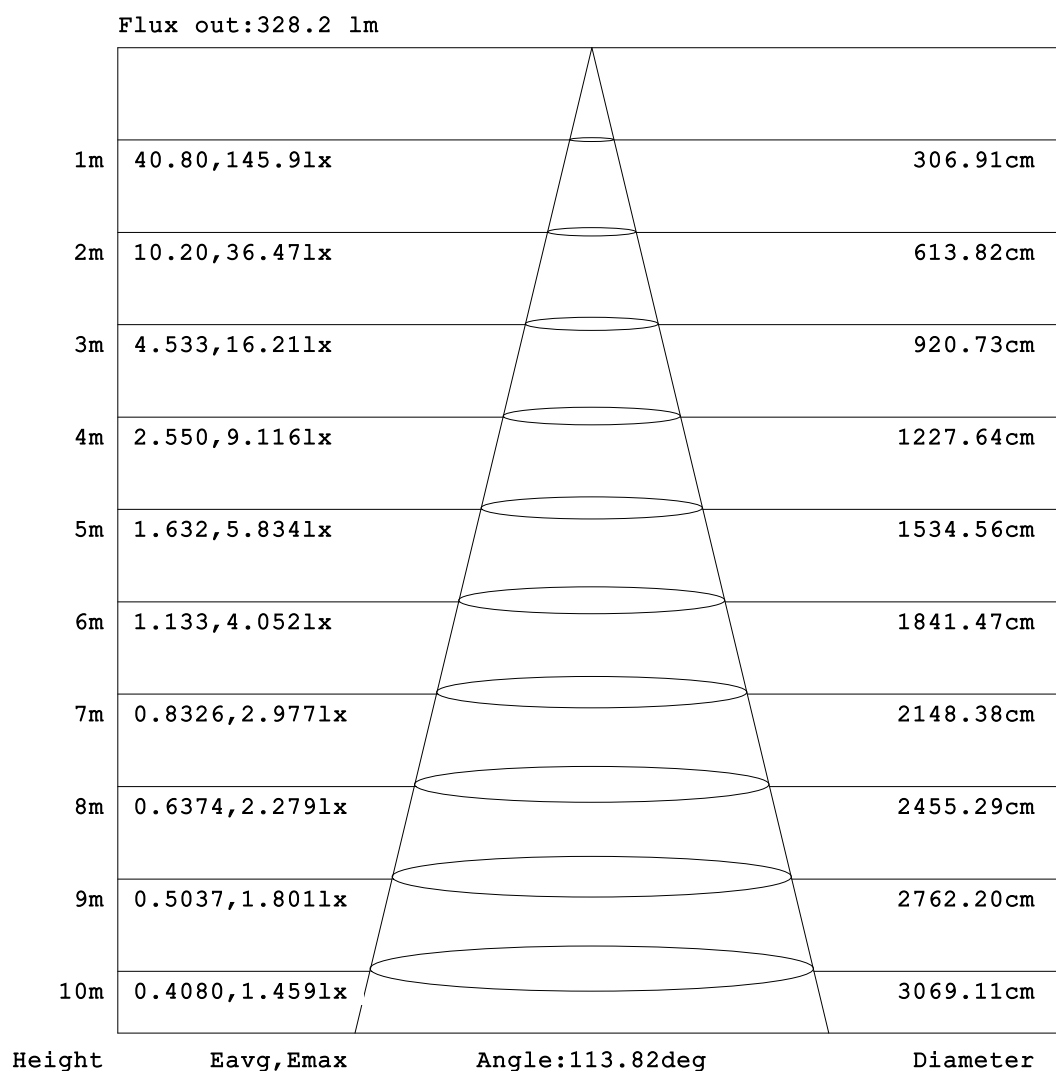 Flux out:328.2 lm
1m 40.80,145.9lx 306.91cm
2m 10.20,36.47lx 613.82cm
3m 4.533,16.21lx 920.73cm
4m 2.550,9.116lx 1227.64cm
5m 1.632,5.834lx 1534.56cm
6m 1.133,4.052lx 1841.47cm
7m 0.8326,2.977lx 2148.38cm
8m 0.6374,2.279lx 2455.29cm
9m 0.5037,1.801lx 2762.20cm
10m 0.4080,1.459lx 3069.11cm
Height Eavg,Emax Angle:113.82deg Diameter